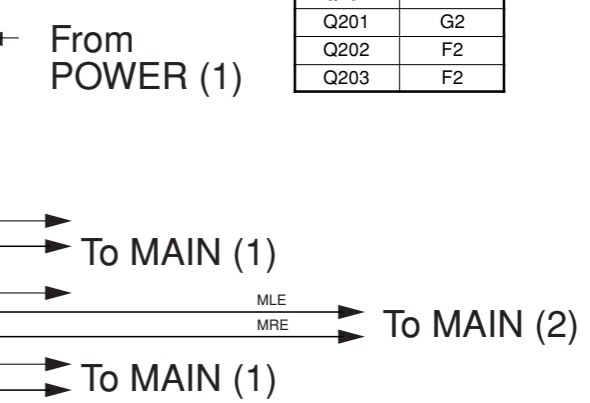 From
POWER (1)
Q201 G2
Q202 F2
Q203 F2
To MAIN (1)
MLE
MRE
To MAIN (2)
To MAIN (1)